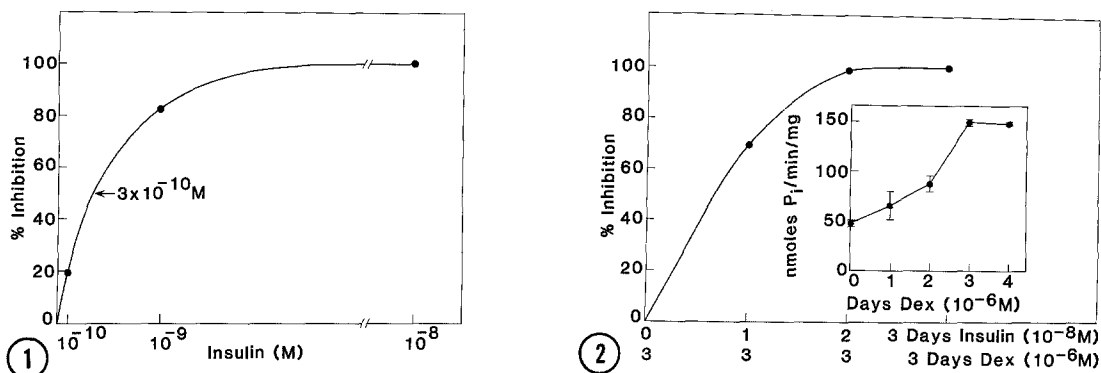 % Inhibition
100
80
60
40
20
0
3x10⁻¹⁰M
10⁻¹⁰
10⁻⁹
10⁻⁸
Insulin (M)
1
% Inhibition
100
80
60
40
20
0
nmoles Pᵢ/min/mg
150
100
50
0
0 1 2 3 4
Days Dex (10⁻⁶M)
0 1 2 3 Days Insulin (10⁻⁸M)
3 3 3 3 Days Dex (10⁻⁶M)
2